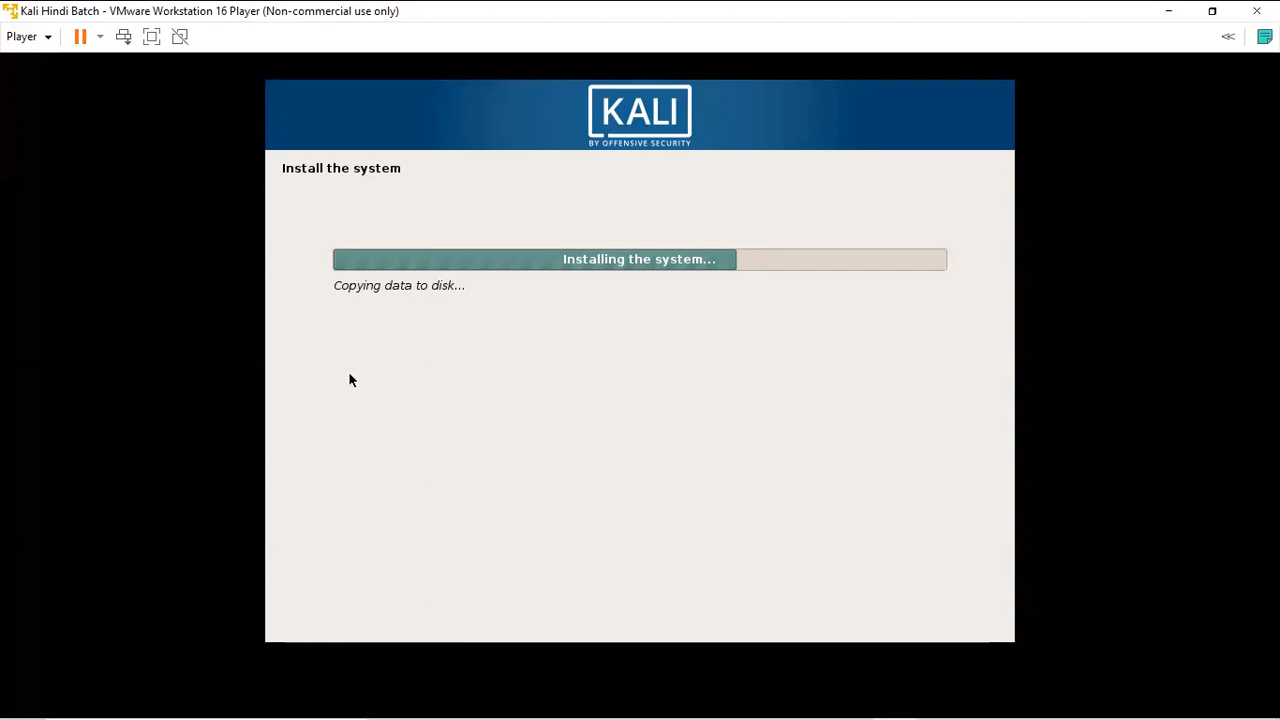 Kali Hindi Batch - VMware Workstation 16 Player (Non-commercial use only)
Player
KALI
BY OFFENSIVE SECURITY
Install the system
Installing the system...
Copying data to disk...